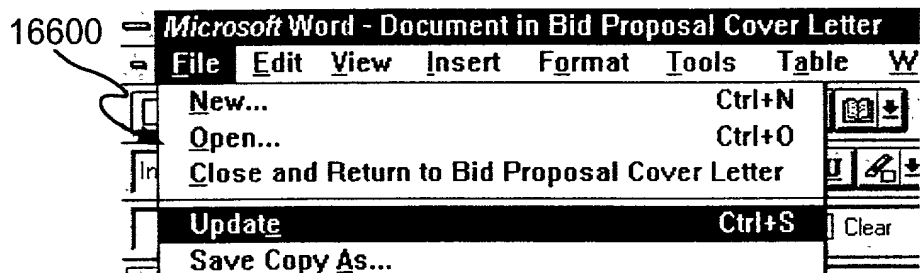 16600
Microsoft Word - Document in Bid Proposal Cover Letter
File Edit View Insert Format Tools Table W
New... Ctrl+N
Open... Ctrl+O
In Close and Return to Bid Proposal Cover Letter U
Update Ctrl+S Clear
Save Copy As...